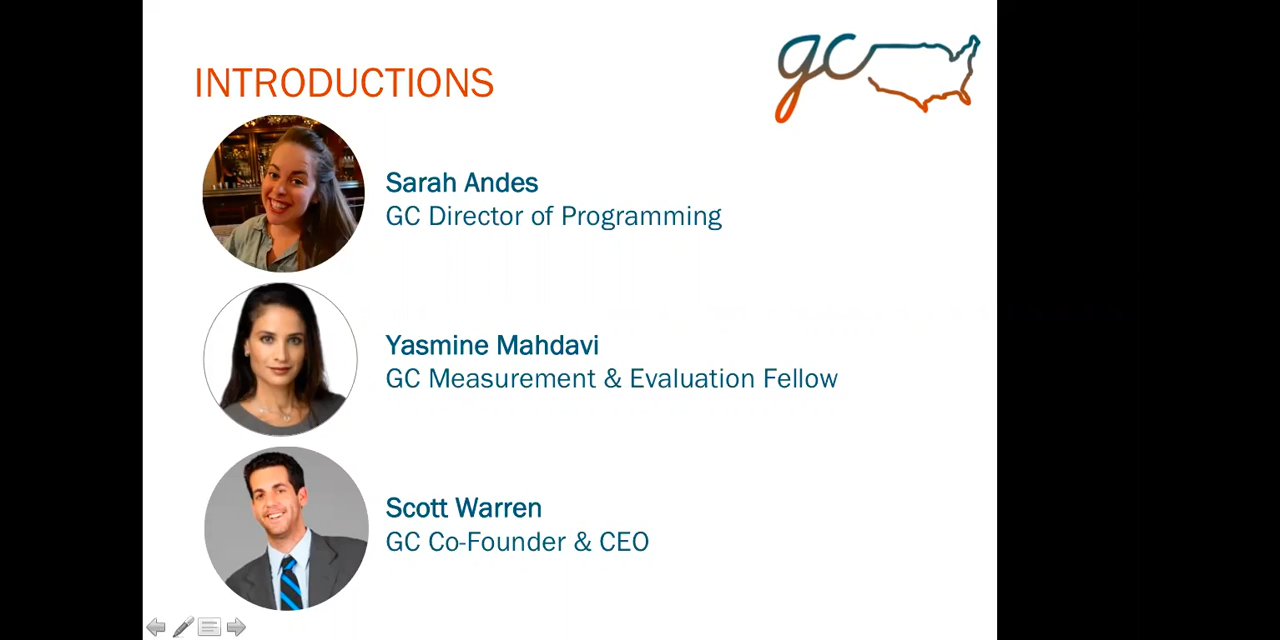 INTRODUCTIONS
gc
Sarah Andes
GC Director of Programming
Yasmine Mahdavi
GC Measurement & Evaluation Fellow
Scott Warren
GC Co-Founder & CEO